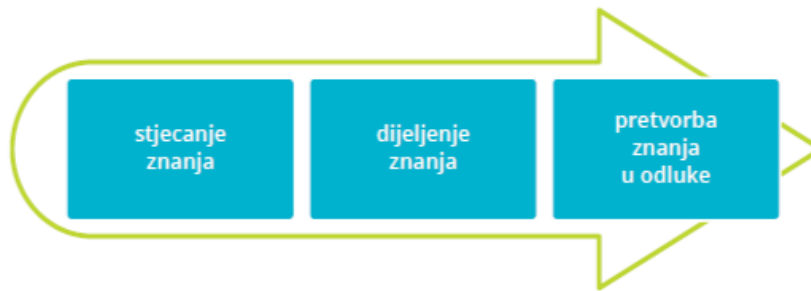 stjecanje
znanja
dijeljenje
znanja
pretvorba
znanja
u odluke